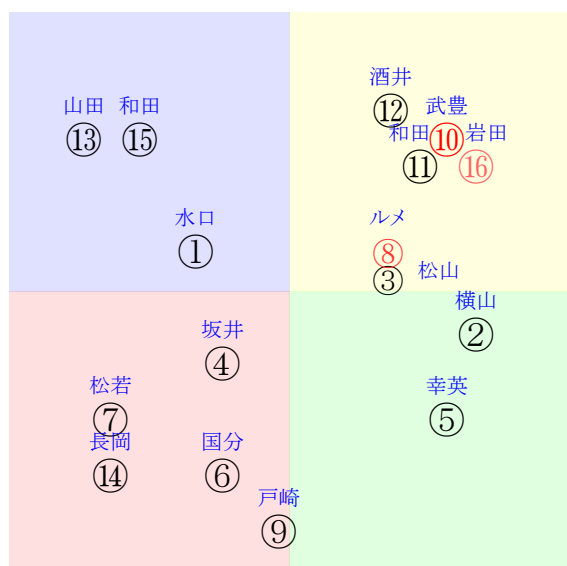 酒井
⑫
山田 和田 武豊
⑬ ⑮ ⑩
和田 岩田
⑪ ⑯
水口 ルメ
① ⑧
③ 松山
横山
②
坂井
④
松若 幸英
⑦ ⑤
長岡 国分
⑭ ⑥
戸崎
⑨